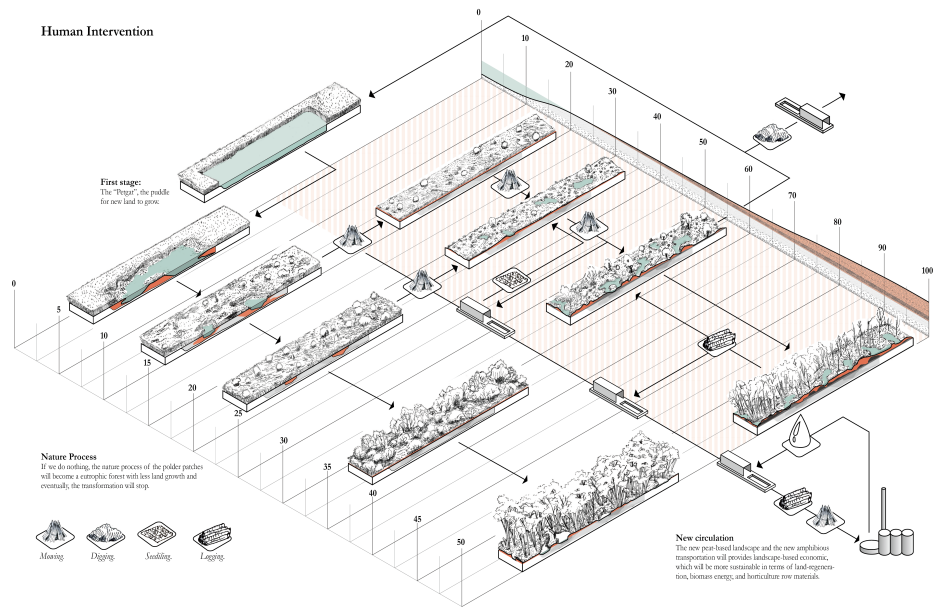 Human Intervention
0
10
20
30
40
50
60
70
80
90
100
First stage:
The "Petgat", the puddle
for new land to grow.
0
5
10
15
20
25
30
35
40
45
50
Nature Process
If we do nothing, the nature process of the polder patches
will become a eutrophic forest with less land growth and
eventually, the transformation will stop.
Mowing.
Digging.
Seediling.
Logging.
New circulation
The new peat-based landscape and the new amphibious
transportation will provides landscape-based economic,
which will be more sustainable in terms of land-regenera-
tion, biomass energy, and horticulture row materials.